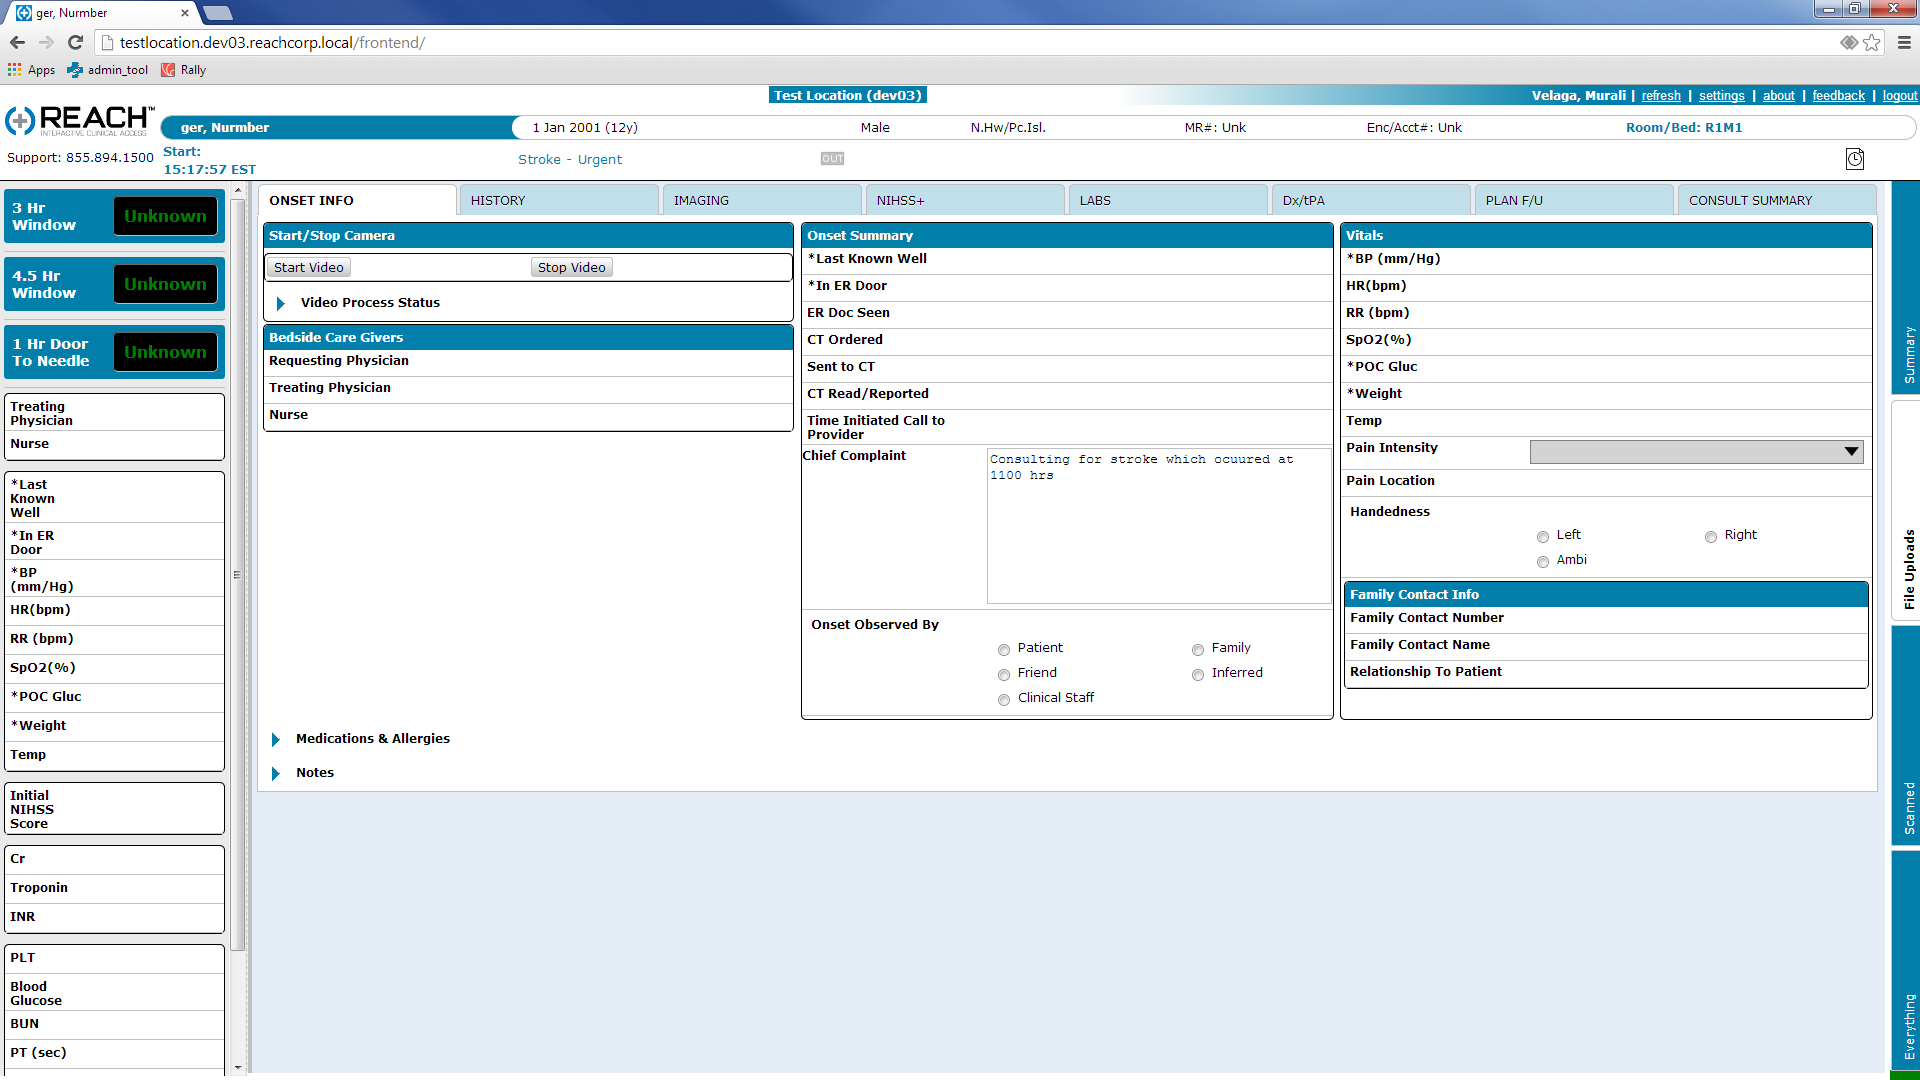 ger, Nurmber
testlocation.dev03.reachcorp.local/frontend/
Apps admin_tool Rally
Test Location (dev03)
Velaga, Murali | refresh | settings | about | feedback | logout
REACH™
INTERACTIVE CLINICAL ACCESS
Support: 855.894.1500
ger, Nurmber 1 Jan 2001 (12y) Male N.Hw/Pc.Isl. MR#: Unk Enc/Acct#: Unk Room/Bed: R1M1
Start:
15:17:57 EST
Stroke - Urgent
OUT
3 Hr
Window
Unknown
4.5 Hr
Window
Unknown
1 Hr Door
To Needle
Unknown
Treating
Physician
Nurse
*Last
Known
Well
*In ER
Door
*BP
(mm/Hg)
HR(bpm)
RR (bpm)
SpO2(%)
*POC Gluc
*Weight
Temp
Initial
NIHSS
Score
Cr
Troponin
INR
PLT
Blood
Glucose
BUN
PT (sec)
ONSET INFO HISTORY IMAGING NIHSS+ LABS Dx/tPA PLAN F/U CONSULT SUMMARY
Start/Stop Camera
Start Video Stop Video
Video Process Status
Bedside Care Givers
Requesting Physician
Treating Physician
Nurse
Onset Summary
*Last Known Well
*In ER Door
ER Doc Seen
CT Ordered
Sent to CT
CT Read/Reported
Time Initiated Call to
Provider
Chief Complaint
Consulting for stroke which ocuured at
1100 hrs
Onset Observed By
Patient Family
Friend Inferred
Clinical Staff
Vitals
*BP (mm/Hg)
HR(bpm)
RR (bpm)
SpO2(%)
*POC Gluc
*Weight
Temp
Pain Intensity
Pain Location
Handedness
Left Right
Ambi
Family Contact Info
Family Contact Number
Family Contact Name
Relationship To Patient
Medications & Allergies
Notes
Summary
File Uploads
Scanned
Everything